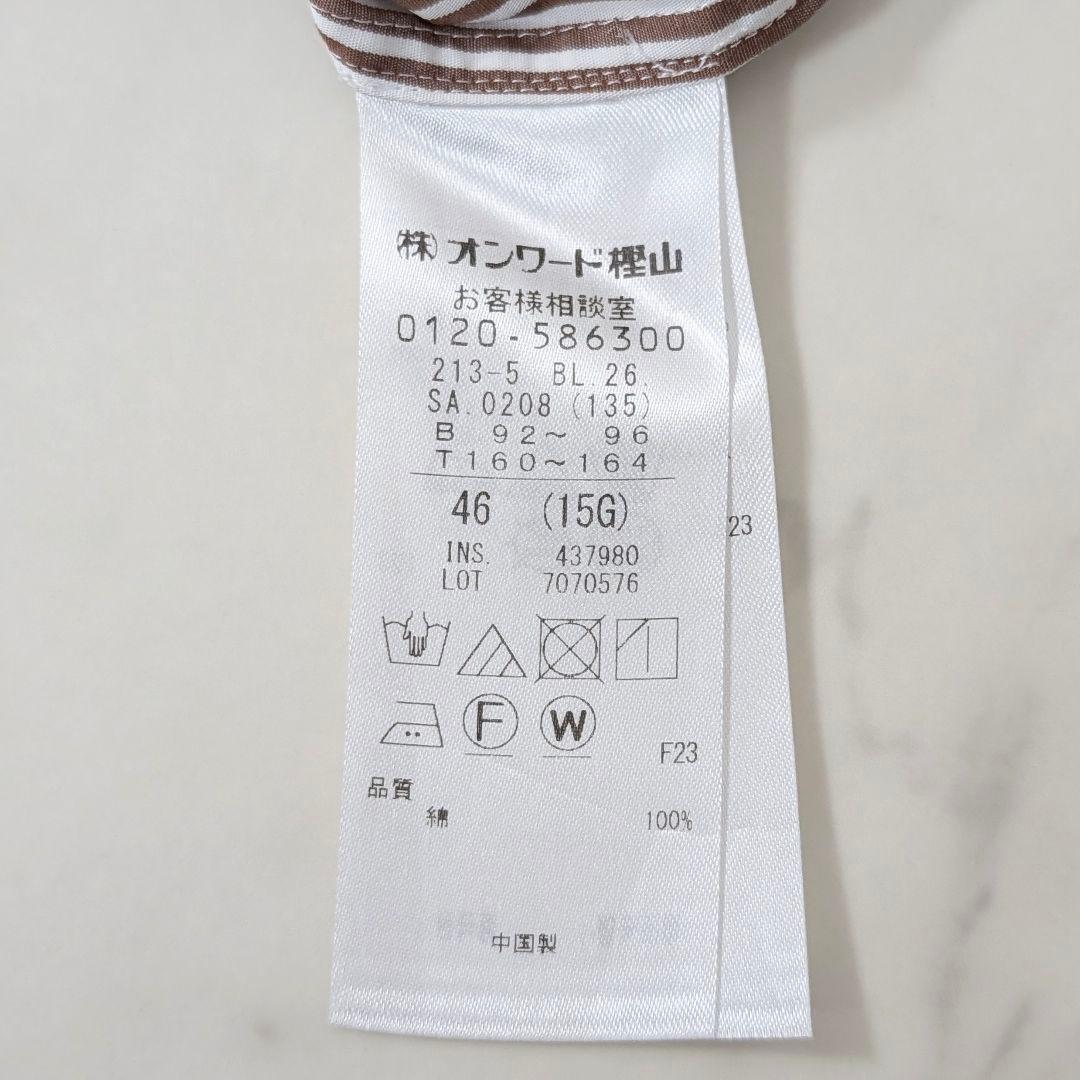 (株)オンワード樫山
お客様相談室
0120-586300
213-5 BL.26.
SA.0208 (135)
B 92～ 96
T160～164
46 (15G)
23
INS. 437980
LOT 7070576
F
W
F23
品質
綿 100%
中国製